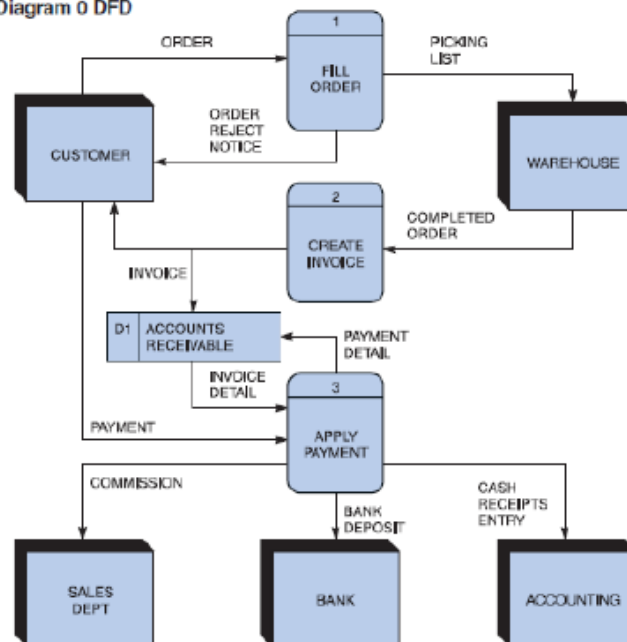 Diagram 0 DFD
ORDER
1
FILL
ORDER
PICKING
LIST
ORDER
REJECT
NOTICE
CUSTOMER
WAREHOUSE
2
CREATE
INVOICE
COMPLETED
ORDER
INVOICE
D1
ACCOUNTS
RECEIVABLE
PAYMENT
DETAIL
INVOICE
DETAIL
3
APPLY
PAYMENT
PAYMENT
COMMISSION
BANK
DEPOSIT
CASH
RECEIPTS
ENTRY
SALES
DEPT
BANK
ACCOUNTING